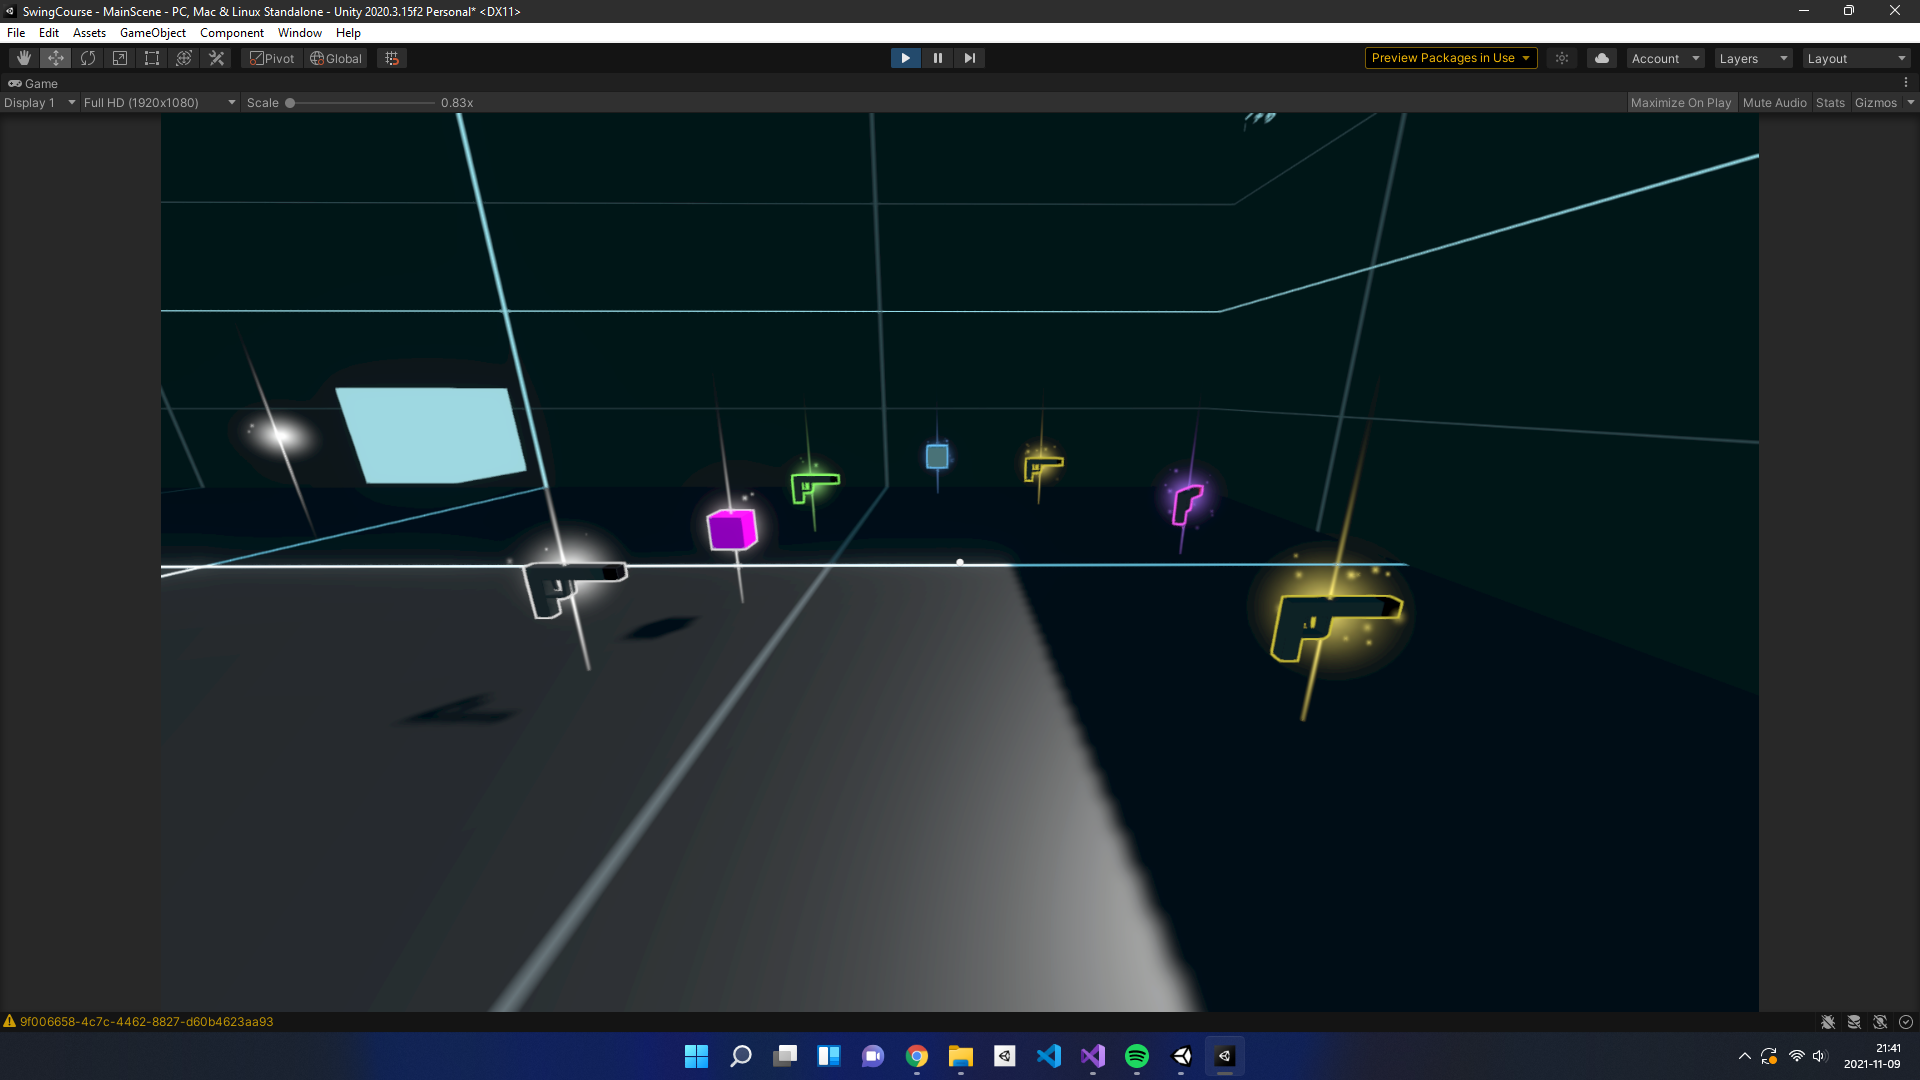 SwingCourse - MainScene - PC, Mac & Linux Standalone - Unity 2020.3.15f2 Personal* <DX11>
File Edit Assets GameObject Component Window Help
Pivot Global Preview Packages in Use Account Layers Layout
Game
Display 1 Full HD (1920x1080) Scale 0.83x Maximize On Play Mute Audio Stats Gizmos
9f006658-4c7c-4462-8827-d60b4623aa93
21:41
2021-11-09